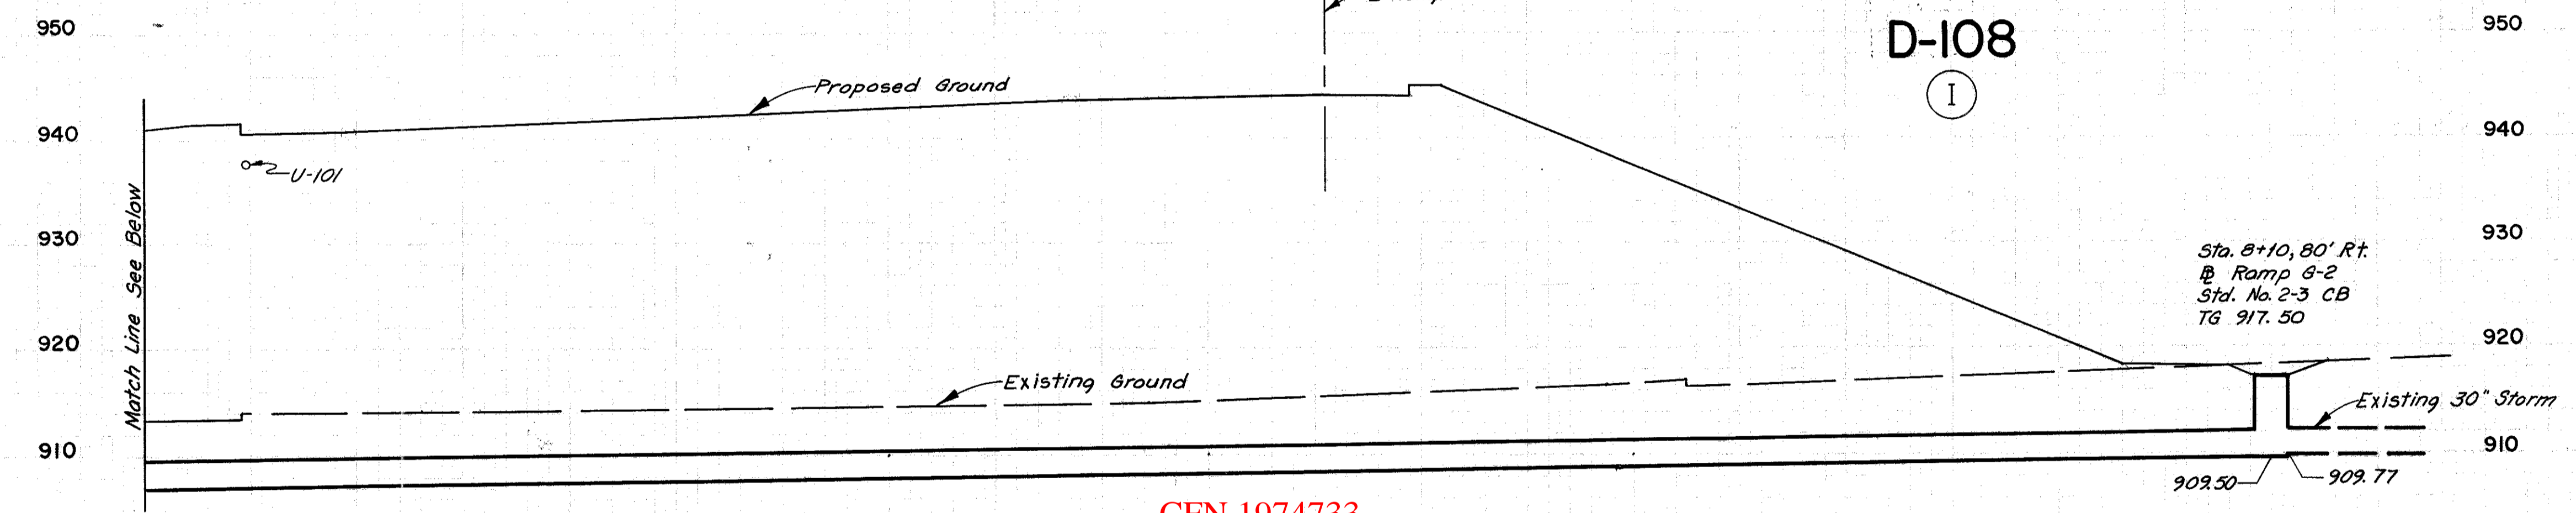 950
950
D-108
I
Proposed Ground
940
940
U-101
Match Line See Below
930
930
Sta. 8+10, 80' Rt.
Ramp G-2
Std. No. 2-3 CB
TG 917.50
920
920
Existing Ground
Existing 30" Storm
910
910
909.50
909.77